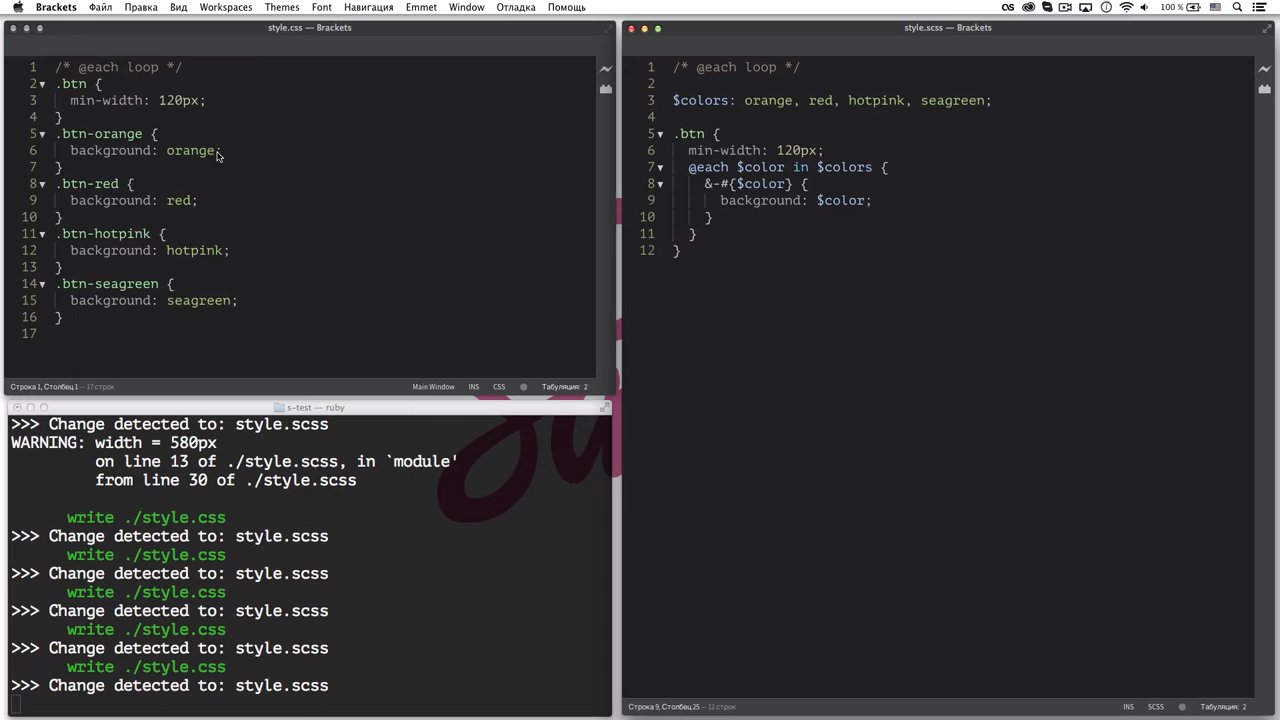 Brackets Файл Правка Вид Workspaces Themes Font Навигация Emmet Window Отладка Помощь
100 %
style.css — Brackets
1 /* @each loop */
2 .btn {
3 min-width: 120px;
4 }
5 .btn-orange {
6 background: orange;
7 }
8 .btn-red {
9 background: red;
10 }
11 .btn-hotpink {
12 background: hotpink;
13 }
14 .btn-seagreen {
15 background: seagreen;
16 }
17
Строка 1, Столбец 1 — 17 строк Main Window INS CSS Табуляция: 2
s-test — ruby
>>> Change detected to: style.scss
WARNING: width = 580px
on line 13 of ./style.scss, in `module'
from line 30 of ./style.scss
write ./style.css
>>> Change detected to: style.scss
write ./style.css
>>> Change detected to: style.scss
write ./style.css
>>> Change detected to: style.scss
write ./style.css
>>> Change detected to: style.scss
write ./style.css
>>> Change detected to: style.scss
style.scss — Brackets
1 /* @each loop */
2
3 $colors: orange, red, hotpink, seagreen;
4
5 .btn {
6 min-width: 120px;
7 @each $color in $colors {
8 &-#{$color} {
9 background: $color;
10 }
11 }
12 }
Строка 9, Столбец 25 — 12 строк INS SCSS Табуляция: 2